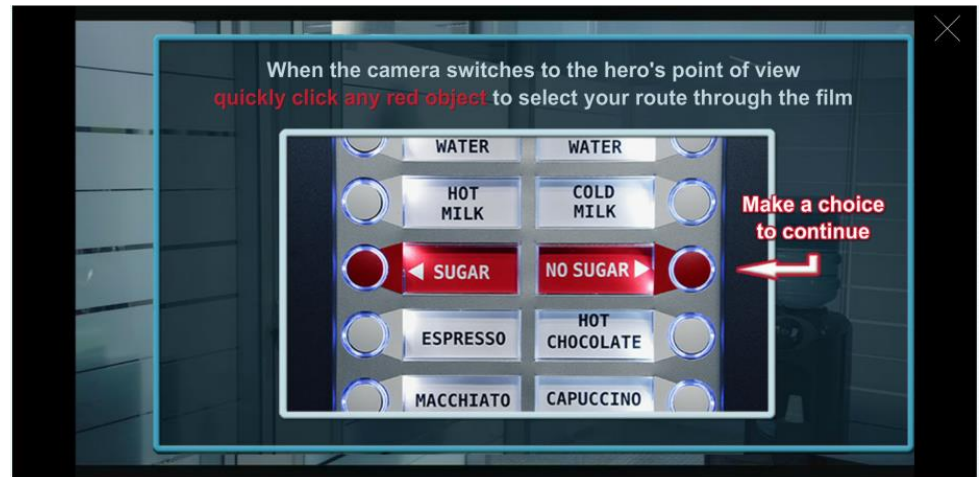 When the camera switches to the hero's point of view
quickly click any red object to select your route through the film
WATER WATER
HOT
MILK
COLD
MILK
Make a choice
to continue
SUGAR NO SUGAR
ESPRESSO
HOT
CHOCOLATE
MACCHIATO CAPUCCINO